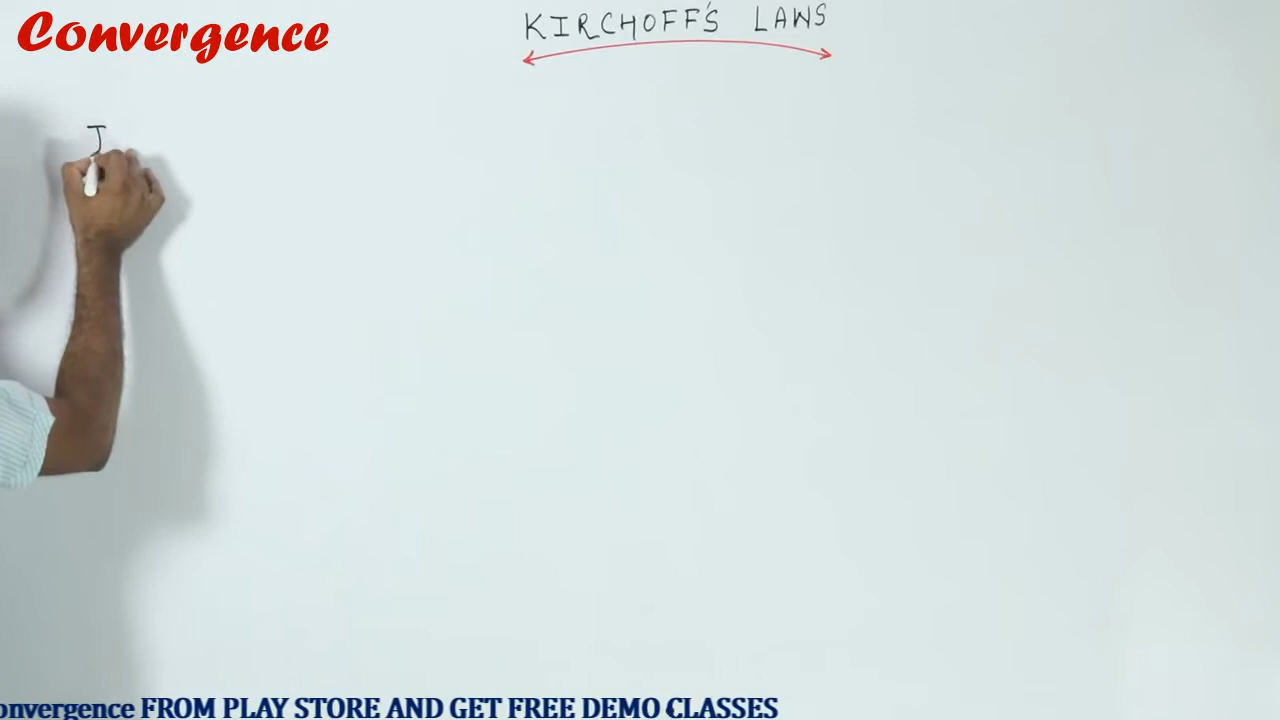 Convergence
KIRCHOFF'S LAWS
J
onvergence FROM PLAY STORE AND GET FREE DEMO CLASSES